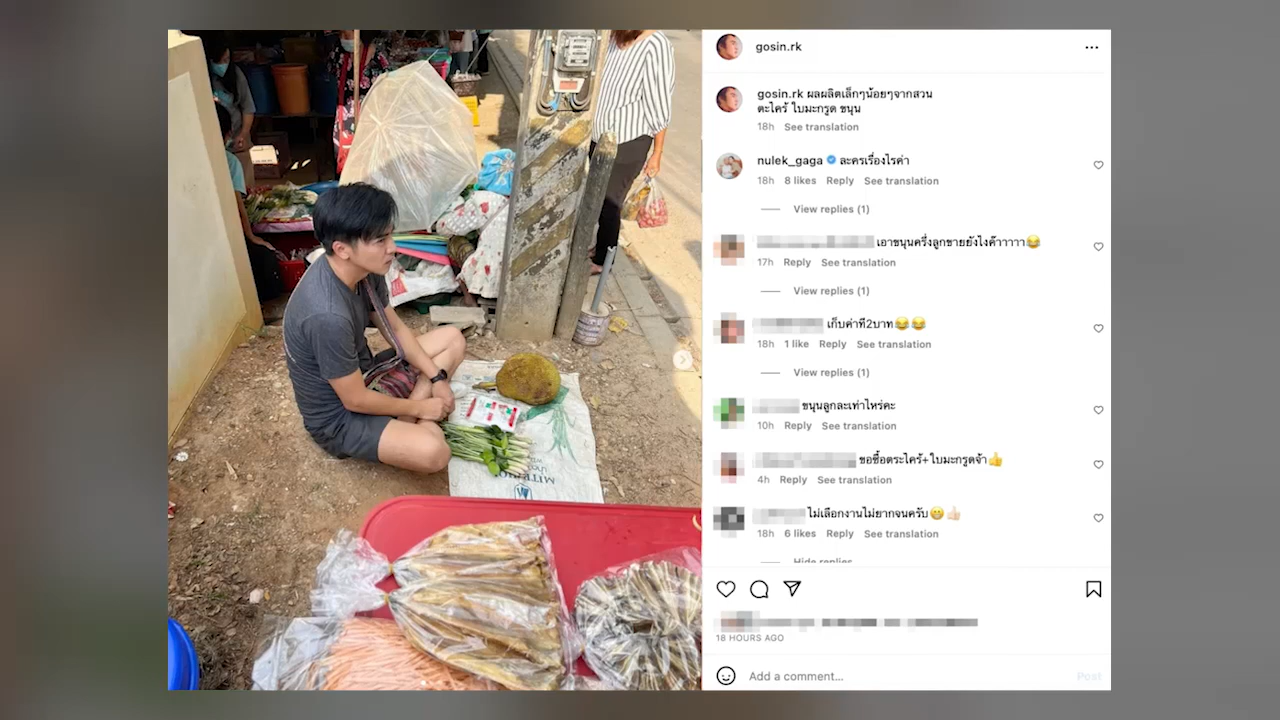 gosin.rk
gosin.rk ผลผลิตเล็กๆน้อยๆจากสวน
ตะไคร้ ใบมะกรูด ขนุน
18h See translation
nulek_gaga ละครเรื่องไรค่า
18h 8 likes Reply See translation
View replies (1)
เอาขนุนครึ่งลูกขายยังไงค๊าาาาา😂
17h Reply See translation
View replies (1)
เก็บค่าที2บาท😂😂
18h 1 like Reply See translation
View replies (1)
ขนุนลูกละเท่าไหร่คะ
10h Reply See translation
ขอซื้อตระไคร้+ใบมะกรูดจ้า👍
4h Reply See translation
ไม่เลือกงานไม่ยากจนครับ😁👍🏻
18h 6 likes Reply See translation
Hide replies
18 HOURS AGO
Add a comment...
Post